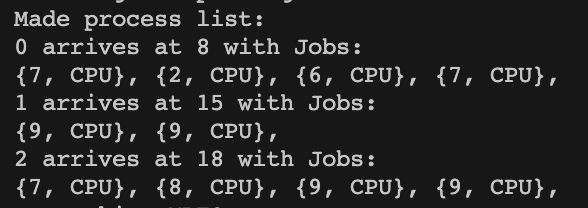 Made process list:
0 arrives at 8 with Jobs:
{7, CPU}, {2, CPU}, {6, CPU}, {7, CPU},
1 arrives at 15 with Jobs:
{9, CPU}, {9, CPU},
2 arrives at 18 with Jobs:
{7, CPU}, {8, CPU}, {9, CPU}, {9, CPU},